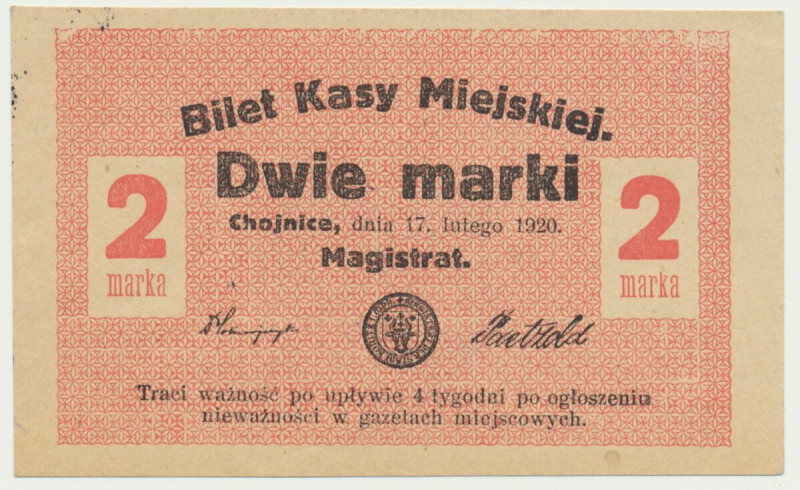 Bilet Kasy Miejskiej.
Dwie marki
Chojnice, dnia 17. lutego 1920.
Magistrat.
2
marka
2
marka
Paetzold
Traci ważność po upływie 4 tygodni po ogłoszeniu
nieważności w gazetach miejscowych.